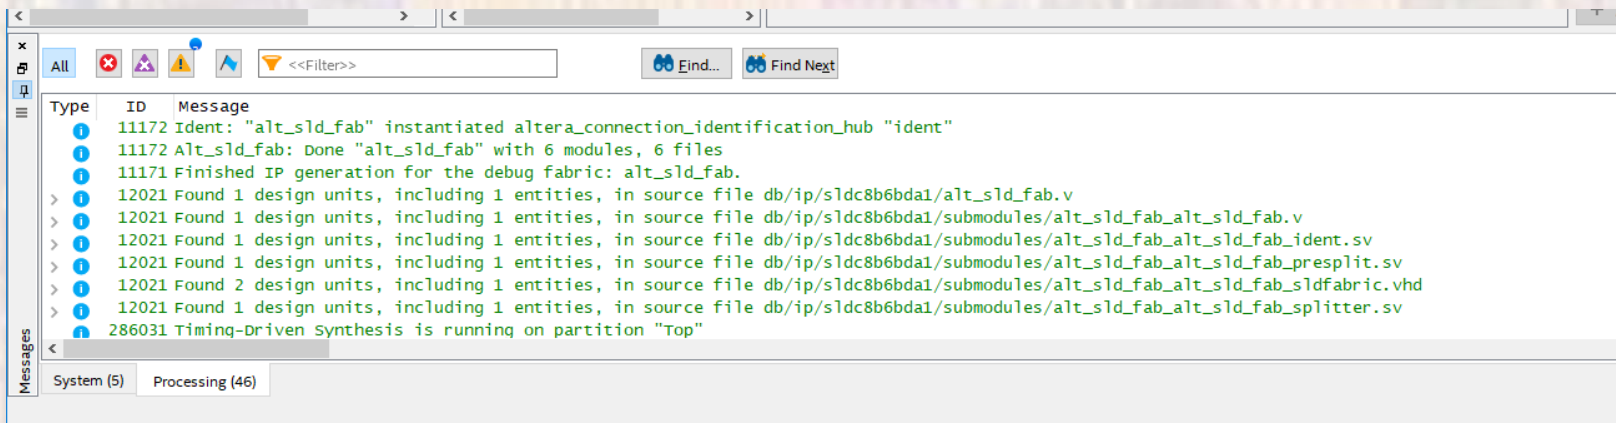 All
<<Filter>>
Find...
Find Next
Type ID Message
11172 Ident: "alt_sld_fab" instantiated altera_connection_identification_hub "ident"
11172 Alt_sld_fab: Done "alt_sld_fab" with 6 modules, 6 files
11171 Finished IP generation for the debug fabric: alt_sld_fab.
12021 Found 1 design units, including 1 entities, in source file db/ip/sldc8b6bda1/alt_sld_fab.v
12021 Found 1 design units, including 1 entities, in source file db/ip/sldc8b6bda1/submodules/alt_sld_fab_alt_sld_fab.v
12021 Found 1 design units, including 1 entities, in source file db/ip/sldc8b6bda1/submodules/alt_sld_fab_alt_sld_fab_ident.sv
12021 Found 1 design units, including 1 entities, in source file db/ip/sldc8b6bda1/submodules/alt_sld_fab_alt_sld_fab_presplit.sv
12021 Found 2 design units, including 1 entities, in source file db/ip/sldc8b6bda1/submodules/alt_sld_fab_alt_sld_fab_sldfabric.vhd
12021 Found 1 design units, including 1 entities, in source file db/ip/sldc8b6bda1/submodules/alt_sld_fab_alt_sld_fab_splitter.sv
286031 Timing-Driven Synthesis is running on partition "Top"
Messages
System (5)
Processing (46)